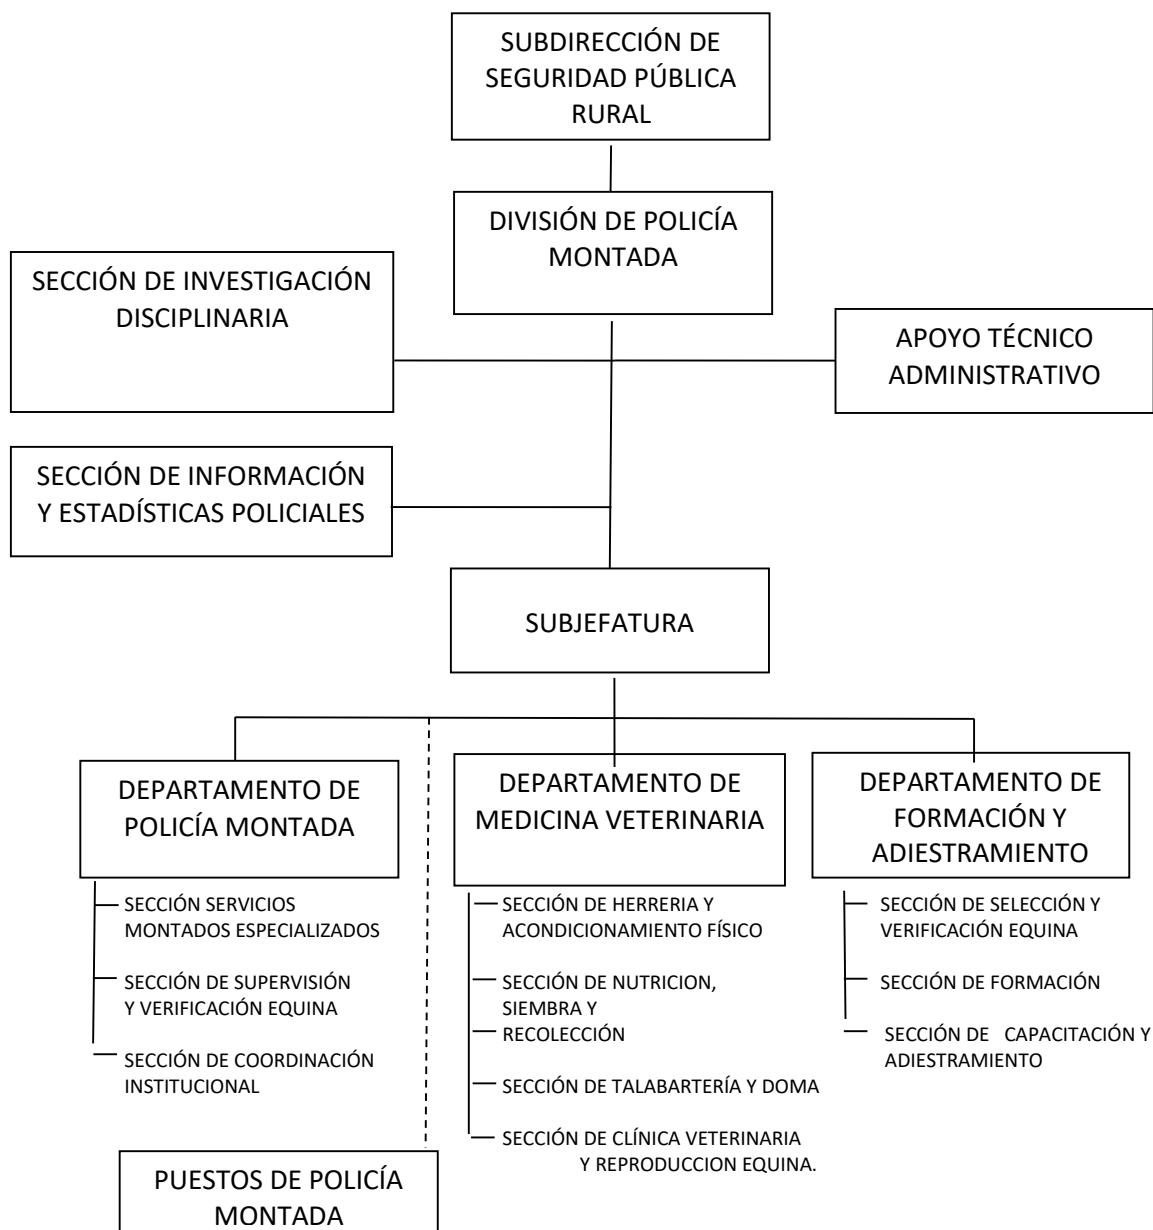 SUBDIRECCIÓN DE
SEGURIDAD PÚBLICA
RURAL
DIVISIÓN DE POLICÍA
MONTADA
SECCIÓN DE INVESTIGACIÓN
DISCIPLINARIA
APOYO TÉCNICO
ADMINISTRATIVO
SECCIÓN DE INFORMACIÓN
Y ESTADÍSTICAS POLICIALES
SUBJEFATURA
DEPARTAMENTO DE
POLICÍA MONTADA
SECCIÓN SERVICIOS
MONTADOS ESPECIALIZADOS
SECCIÓN DE SUPERVISIÓN
Y VERIFICACIÓN EQUINA
SECCIÓN DE COORDINACIÓN
INSTITUCIONAL
DEPARTAMENTO DE
MEDICINA VETERINARIA
SECCIÓN DE HERRERIA Y
ACONDICIONAMIENTO FÍSICO
SECCIÓN DE NUTRICION,
SIEMBRA Y
RECOLECCIÓN
SECCIÓN DE TALABARTERÍA Y DOMA
SECCIÓN DE CLÍNICA VETERINARIA
Y REPRODUCCION EQUINA.
DEPARTAMENTO DE
FORMACIÓN Y
ADIESTRAMIENTO
SECCIÓN DE SELECCIÓN Y
VERIFICACIÓN EQUINA
SECCIÓN DE FORMACIÓN
SECCIÓN DE CAPACITACIÓN Y
ADIESTRAMIENTO
PUESTOS DE POLICÍA
MONTADA